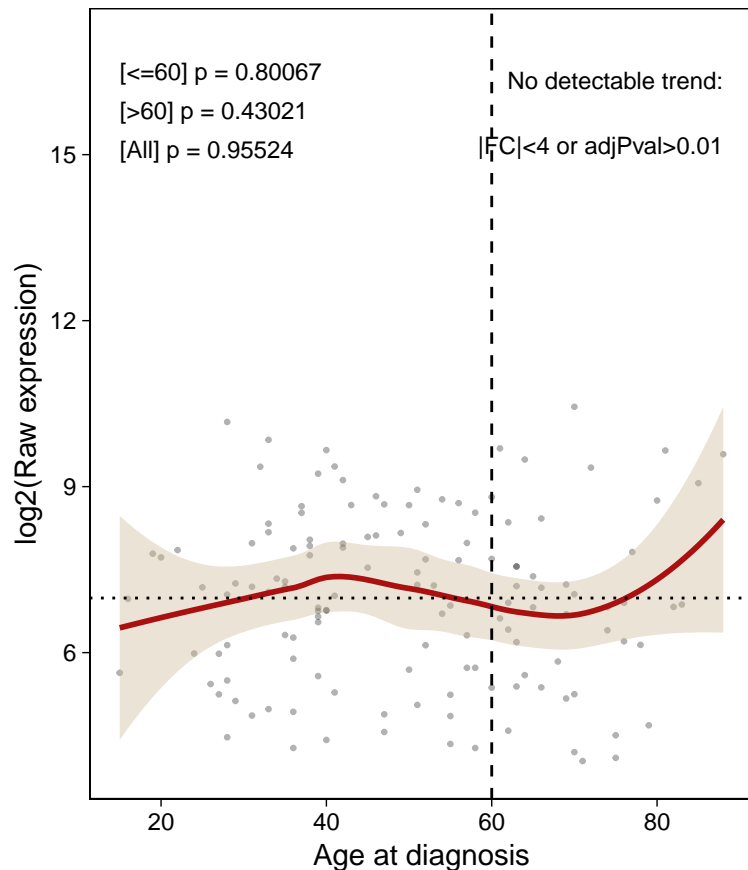 [<=60] p = 0.80067
[>60] p = 0.43021
[All] p = 0.95524
No detectable trend:
|FC|<4 or adjPval>0.01
log2(Raw expression)
15
12
9
6
20
40
60
80
Age at diagnosis